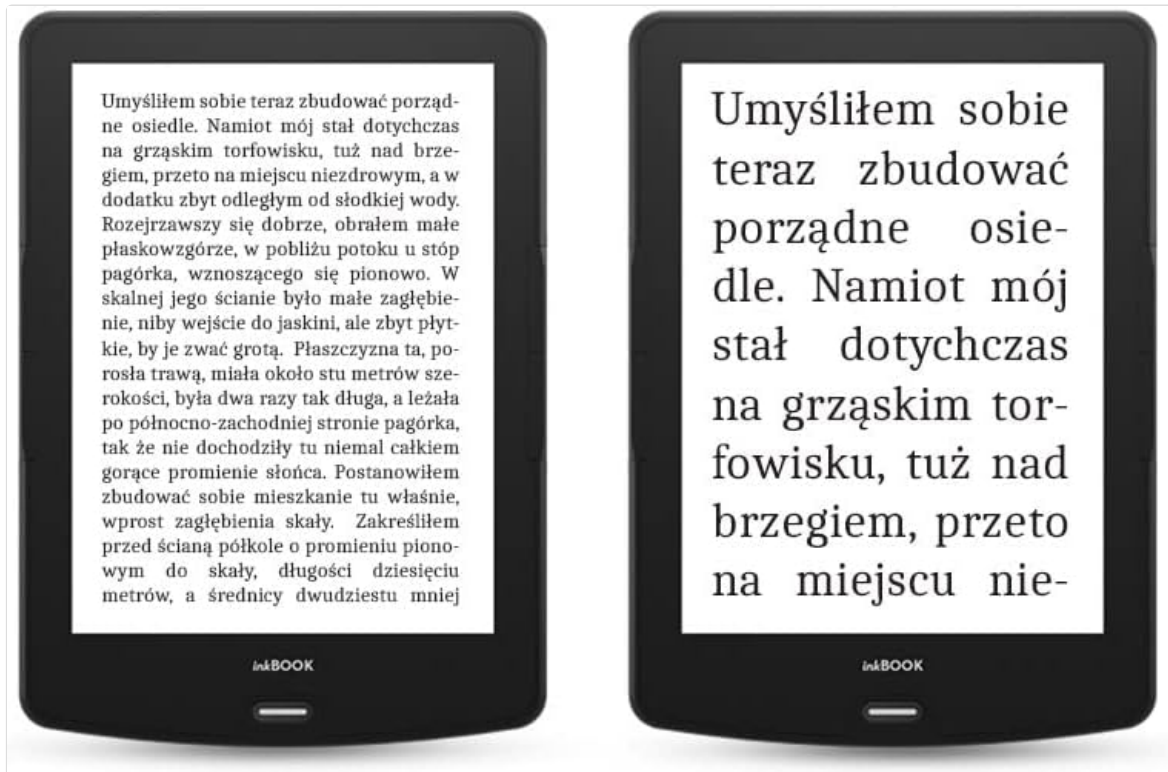 Umyśliłem sobie teraz zbudować porząd-
ne osiedle. Namiot mój stał dotychczas
na grząskim torfowisku, tuż nad brze-
giem, przeto na miejscu niezdrowym, a w
dodatku zbyt odległym od słodkiej wody.
Rozejrzawszy się dobrze, obrałem małe
płaskowzgórze, w pobliżu potoku u stóp
pagórka, wznoszącego się pionowo. W
skalnej jego ścianie było małe zagłębie-
nie, niby wejście do jaskini, ale zbyt płyt-
kie, by je zwać grotą.  Płaszczyzna ta, po-
rosła trawą, miała około stu metrów sze-
rokości, była dwa razy tak długa, a leżała
po północno-zachodniej stronie pagórka,
tak że nie dochodziły tu niemal całkiem
gorące promienie słońca. Postanowiłem
zbudować sobie mieszkanie tu właśnie,
wprost zagłębienia skały.  Zakreśliłem
przed ścianą półkole o promieniu piono-
wym do skały, długości dziesięciu
metrów, a średnicy dwudziestu mniej
inkBOOK
Umyśliłem sobie
teraz zbudować
porządne osie-
dle. Namiot mój
stał dotychczas
na grząskim tor-
fowisku, tuż nad
brzegiem, przeto
na miejscu nie-
inkBOOK